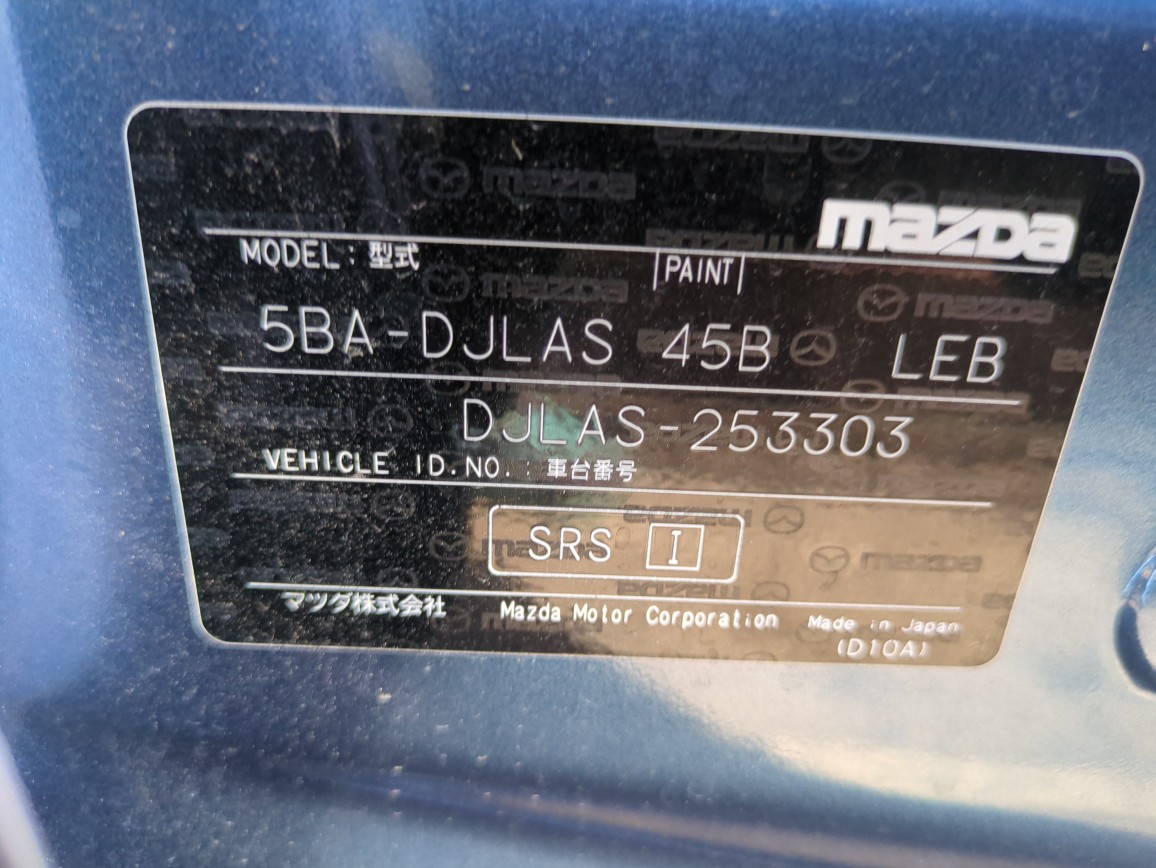 mazda
MODEL : 型式 PAINT
5BA-DJLAS 45B LEB
DJLAS-253303
VEHICLE ID.NO. : 車台番号
SRS I
マツダ株式会社 Mazda Motor Corporation Made in Japan
(D10A)